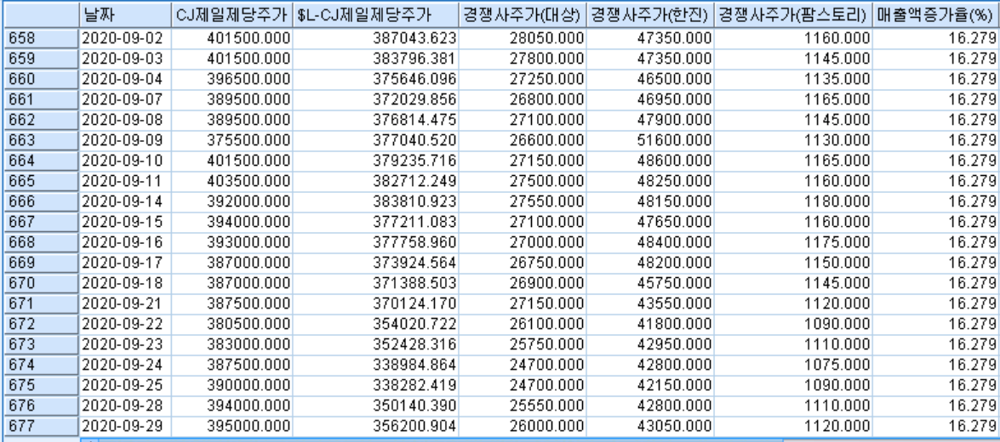 날짜 CJ제일제당주가 $L-CJ제일제당주가 경쟁사주가(대상) 경쟁사주가(한진) 경쟁사주가(팜스토리) 매출액증가율(%)
658 2020-09-02 401500.000 387043.623 28050.000 47350.000 1160.000 16.279
659 2020-09-03 401500.000 383796.381 27800.000 47350.000 1145.000 16.279
660 2020-09-04 396500.000 375646.096 27250.000 46500.000 1135.000 16.279
661 2020-09-07 389500.000 372029.856 26800.000 46950.000 1165.000 16.279
662 2020-09-08 389500.000 376814.475 27100.000 47900.000 1145.000 16.279
663 2020-09-09 375500.000 377040.520 26600.000 51600.000 1130.000 16.279
664 2020-09-10 401500.000 379235.716 27150.000 48600.000 1165.000 16.279
665 2020-09-11 403500.000 382712.249 27500.000 48250.000 1160.000 16.279
666 2020-09-14 392000.000 383810.923 27550.000 48150.000 1180.000 16.279
667 2020-09-15 394000.000 377211.083 27100.000 47650.000 1160.000 16.279
668 2020-09-16 393000.000 377758.960 27000.000 48400.000 1175.000 16.279
669 2020-09-17 387000.000 373924.564 26750.000 48200.000 1150.000 16.279
670 2020-09-18 387000.000 371388.503 26900.000 45750.000 1145.000 16.279
671 2020-09-21 387500.000 370124.170 27150.000 43550.000 1120.000 16.279
672 2020-09-22 380500.000 354020.722 26100.000 41800.000 1090.000 16.279
673 2020-09-23 383000.000 352428.316 25750.000 42950.000 1110.000 16.279
674 2020-09-24 387500.000 338984.864 24700.000 42800.000 1075.000 16.279
675 2020-09-25 390000.000 338282.419 24700.000 42150.000 1090.000 16.279
676 2020-09-28 394000.000 350140.390 25550.000 42800.000 1110.000 16.279
677 2020-09-29 395000.000 356200.904 26000.000 43050.000 1120.000 16.279